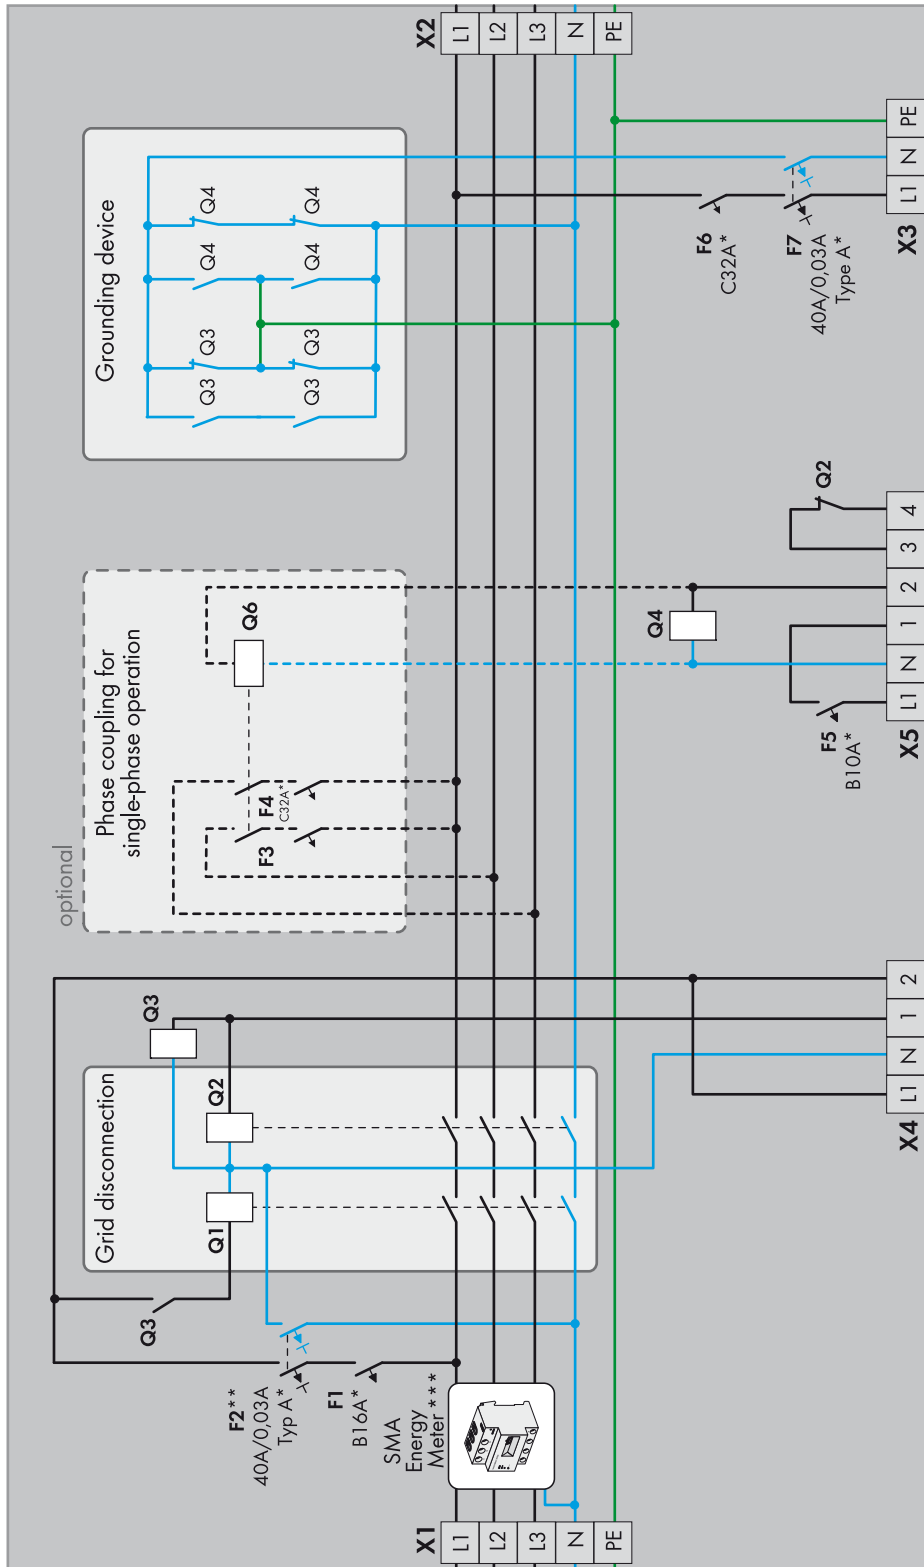 X1
L1
L2
L3
N
PE
SMA
Energy
Meter ***
F1
B16A*
F2**
40A/0,03A
Typ A*
Q3
Grid disconnection
Q1
Q2
Q3
X4
L1
N
1
2
optional
Phase coupling for
single-phase operation
F3
F4
C32A*
Q6
Q4
F5
B10A*
X5
L1
N
1
2
3
4
Q2
Grounding device
Q3
Q3
Q4
Q4
Q3
Q3
Q4
Q4
F6
C32A*
F7
40A/0,03A
Type A*
X3
L1
N
PE
X2
L1
L2
L3
N
PE